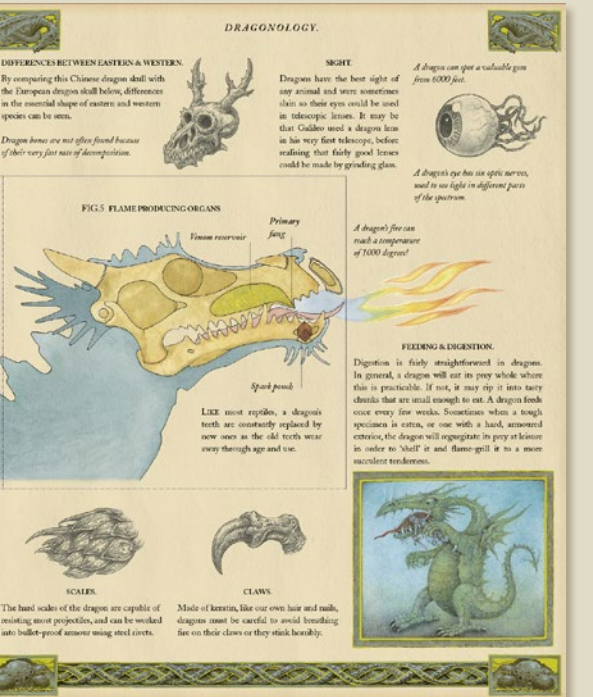 DRAGONOLOGY.
DIFFERENCES BETWEEN EASTERN & WESTERN.
By comparing this Chinese dragon skull with
the European dragon skull below, differences
in the essential shape of eastern and western
species can be seen.
Dragon bones are not often found because
of their very fast rate of decomposition.
SIGHT.
Dragons have the best sight of
any animal and were sometimes
slain so their eyes could be used
in telescopic lenses. It may be
that Galileo used a dragon lens
in his very first telescope, before
realising that fairly good lenses
could be made by grinding glass.
A dragon can spot a valuable gem
from 6000 feet.
A dragon's eye has six optic nerves,
used to see light in different parts
of the spectrum.
FIG.5 FLAME PRODUCING ORGANS
Venom reservoir
Primary
fang
Spark pouch
LIKE most reptiles, a dragon's
teeth are constantly replaced by
new ones as the old teeth wear
away through age and use.
A dragon's fire can
reach a temperature
of 1000 degrees!
FEEDING & DIGESTION.
Digestion is fairly straightforward in dragons.
In general, a dragon will eat its prey whole where
this is practicable. If not, it may rip it into tasty
chunks that are small enough to eat. A dragon feeds
once every few weeks. Sometimes when a tough
specimen is eaten, or one with a hard, armoured
exterior, the dragon will regurgitate its prey at leisure
in order to 'shell' it and flame-grill it to a more
succulent tenderness.
SCALES.
The hard scales of the dragon are capable of
resisting most projectiles, and can be worked
into bullet-proof armour using steel rivets.
CLAWS.
Made of keratin, like our own hair and nails,
dragons must be careful to avoid breathing
fire on their claws or they stink horribly.